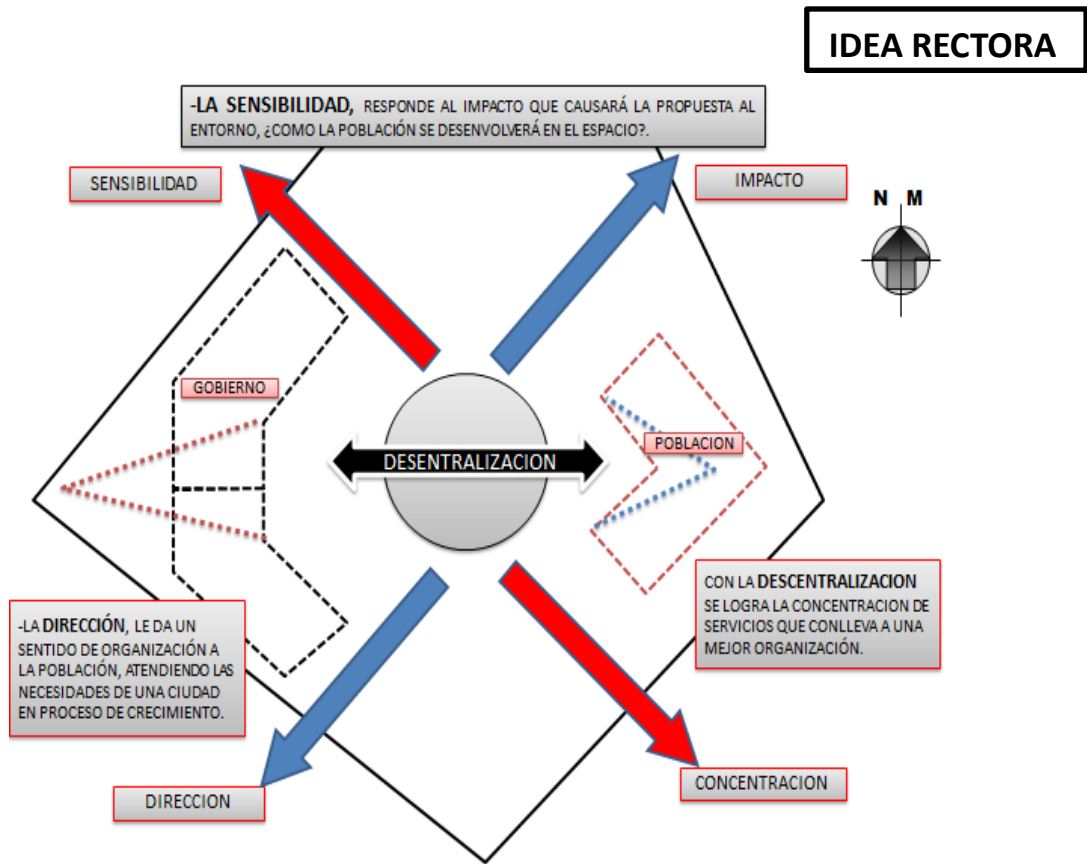 IDEA RECTORA
-LA SENSIBILIDAD, RESPONDE AL IMPACTO QUE CAUSARÁ LA PROPUESTA AL
ENTORNO, ¿COMO LA POBLACIÓN SE DESENVOLVERÁ EN EL ESPACIO?.
SENSIBILIDAD
IMPACTO
N M
GOBIERNO
POBLACION
DESENTRALIZACION
CON LA DESCENTRALIZACION
SE LOGRA LA CONCENTRACION DE
SERVICIOS QUE CONLLEVA A UNA
MEJOR ORGANIZACIÓN.
-LA DIRECCIÓN, LE DA UN
SENTIDO DE ORGANIZACIÓN A
LA POBLACIÓN, ATENDIENDO LAS
NECESIDADES DE UNA CIUDAD
EN PROCESO DE CRECIMIENTO.
DIRECCION
CONCENTRACION